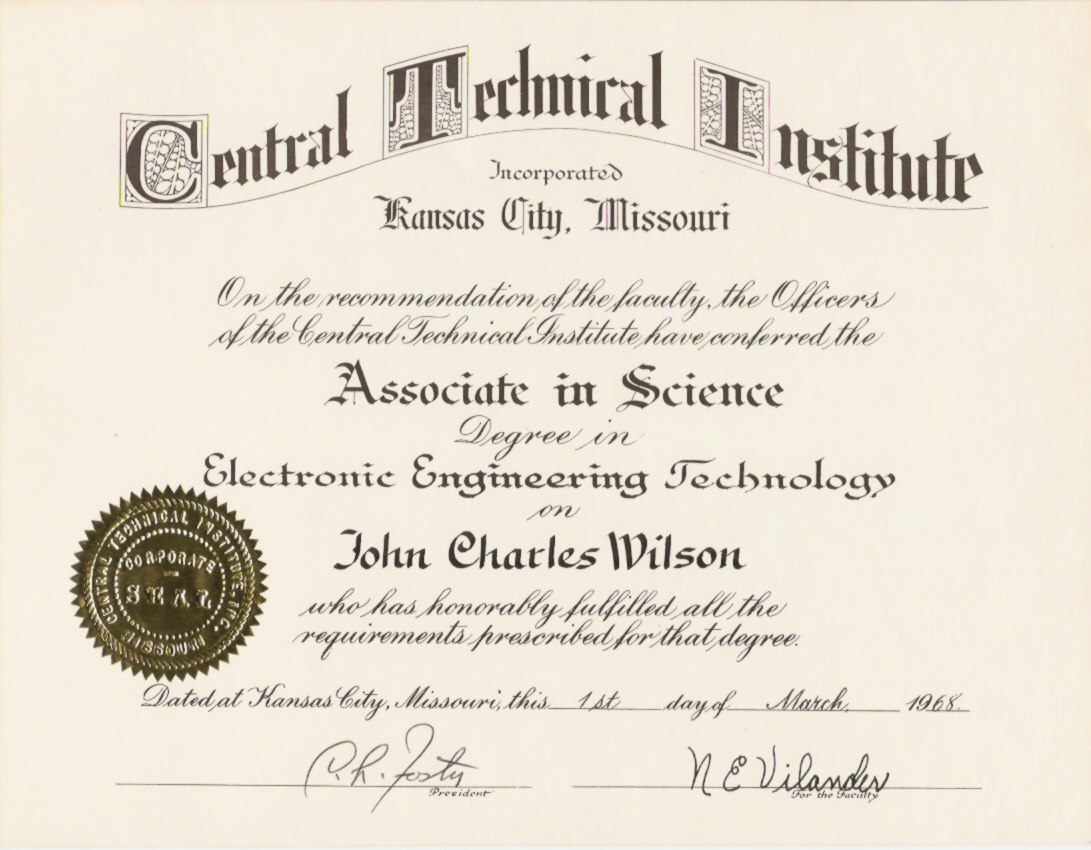 Central Technical Institute
Incorporated
Kansas City, Missouri
On the recommendation of the faculty, the Officers
of the Central Technical Institute have conferred the
Associate in Science
Degree in
Electronic Engineering Technology
on
John Charles Wilson
who has honorably fulfilled all the
requirements prescribed for that degree.
CENTRAL TECHNICAL INSTITUTE, INC.
CORPORATE
SEAL
MISSOURI
Dated at Kansas City, Missouri, this 1st day of March, 1968.
President
N E Vilander
For the Faculty